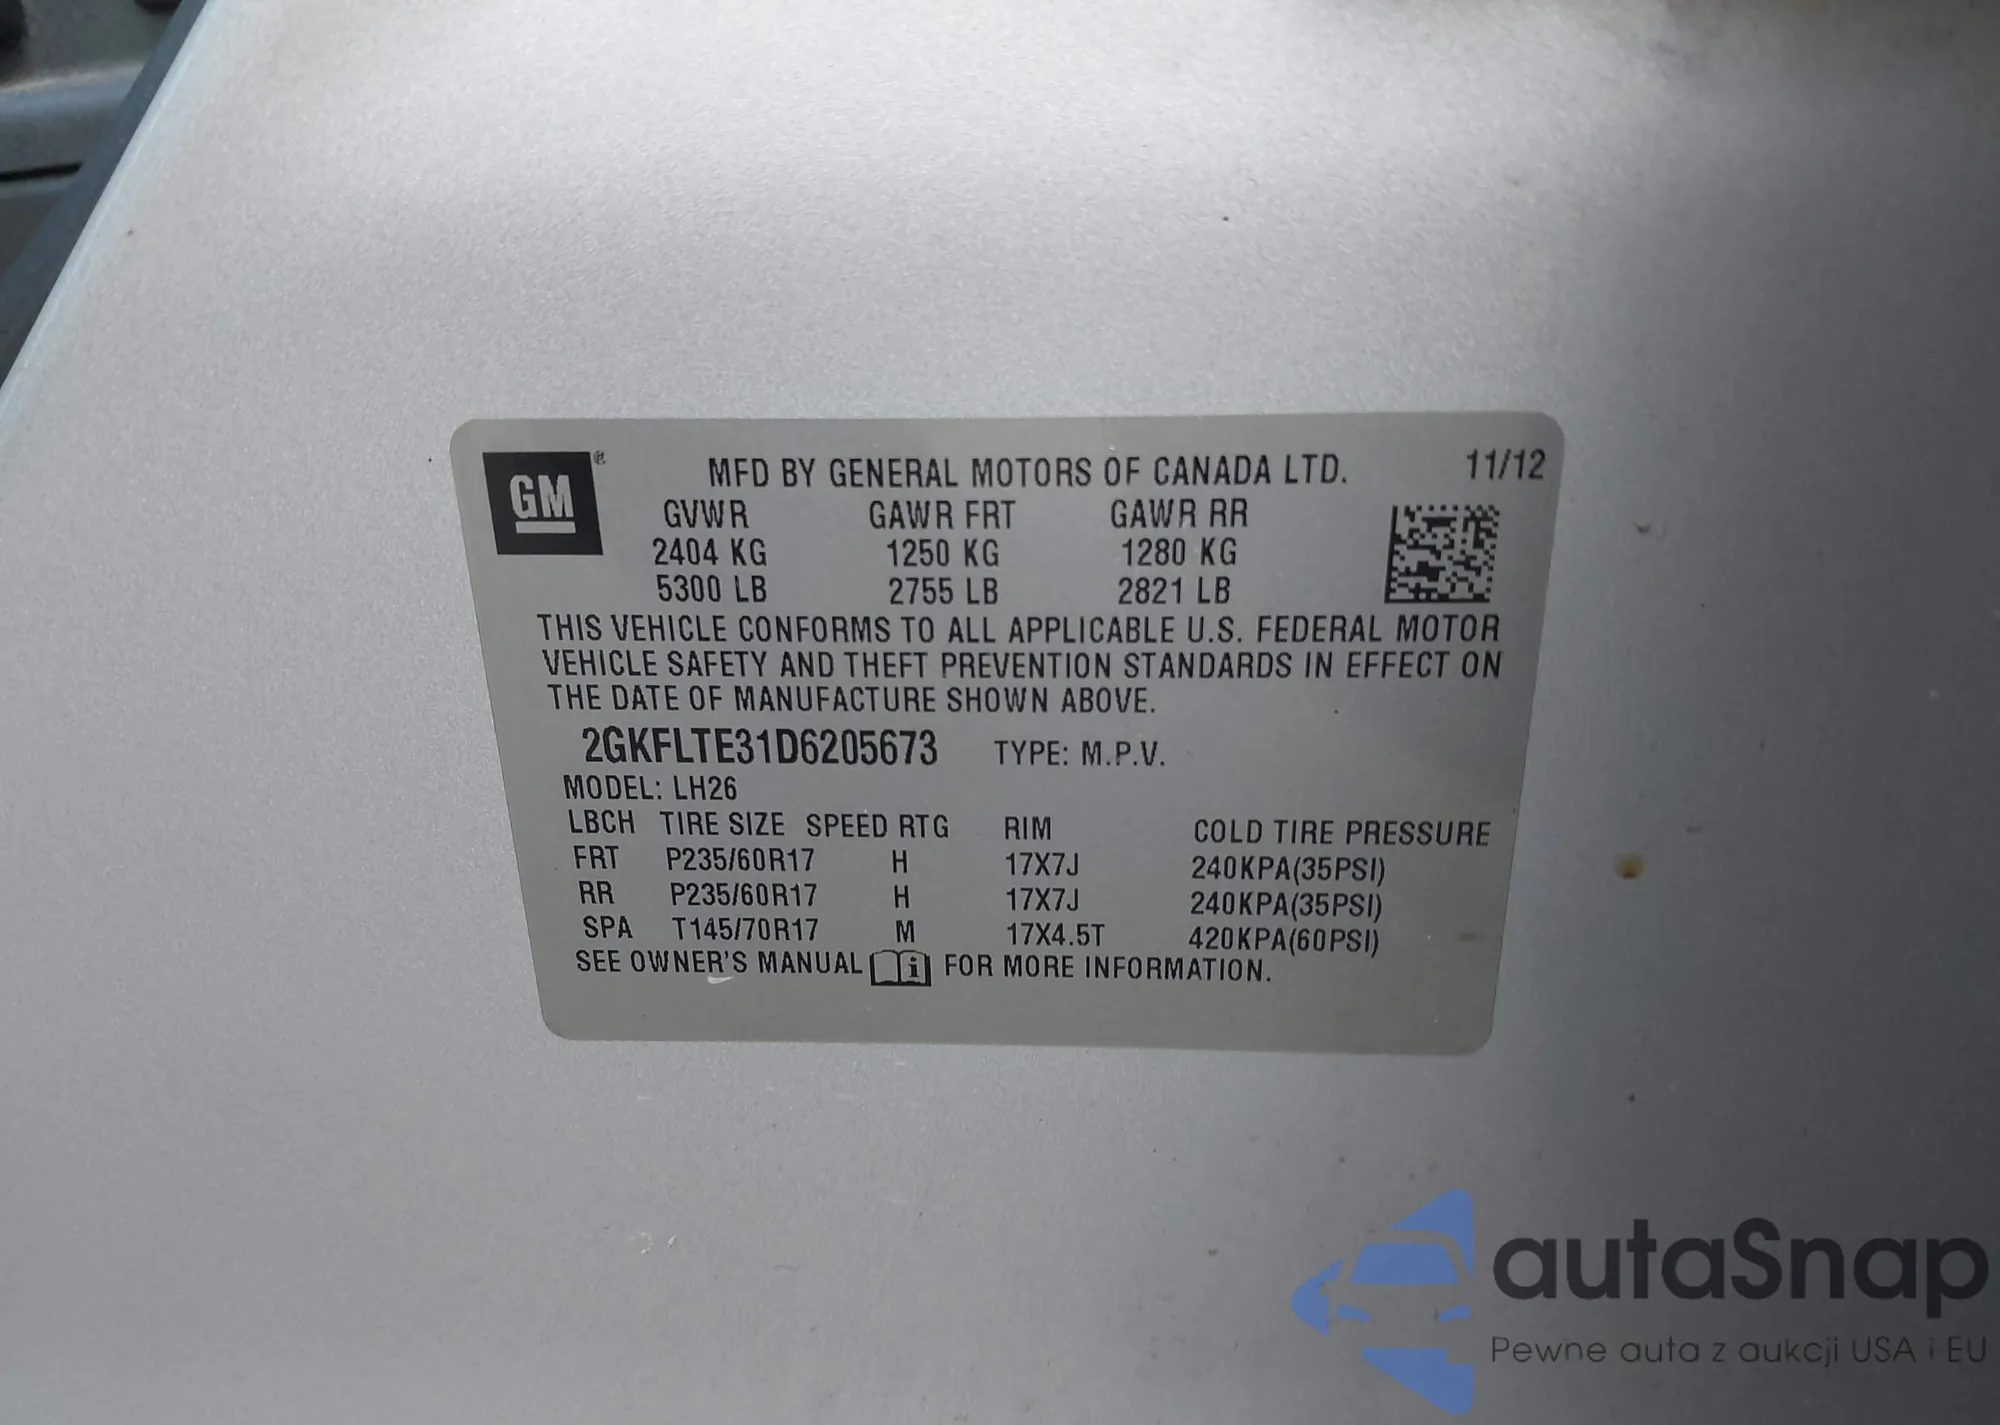 GM®
MFD BY GENERAL MOTORS OF CANADA LTD. 11/12
GVWR GAWR FRT GAWR RR
2404 KG 1250 KG 1280 KG
5300 LB 2755 LB 2821 LB
THIS VEHICLE CONFORMS TO ALL APPLICABLE U.S. FEDERAL MOTOR
VEHICLE SAFETY AND THEFT PREVENTION STANDARDS IN EFFECT ON
THE DATE OF MANUFACTURE SHOWN ABOVE.
2GKFLTE31D6205673 TYPE: M.P.V.
MODEL: LH26
LBCH TIRE SIZE SPEED RTG RIM COLD TIRE PRESSURE
FRT P235/60R17 H 17X7J 240KPA(35PSI)
RR P235/60R17 H 17X7J 240KPA(35PSI)
SPA T145/70R17 M 17X4.5T 420KPA(60PSI)
SEE OWNER'S MANUAL i FOR MORE INFORMATION.
autaSnap
Pewne auta z aukcji USA i EU